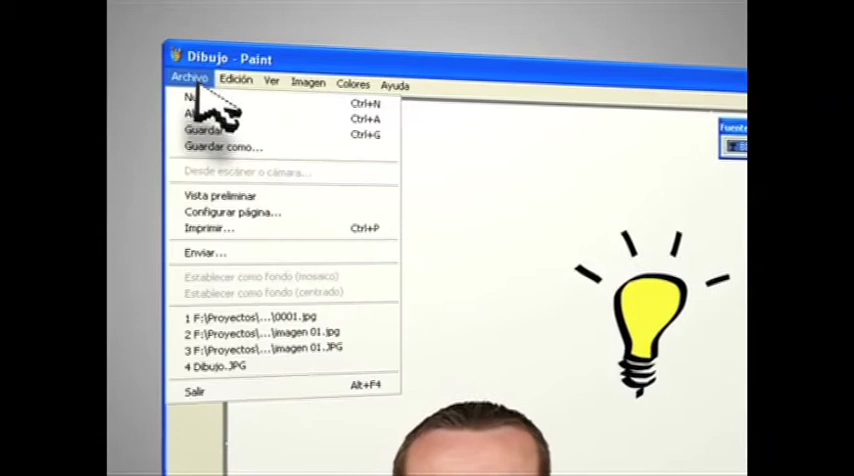 Dibujo - Paint
Archivo Edición Ver Imagen Colores Ayuda
Ctrl+N
Ctrl+A
Guardar Ctrl+G
Guardar como...
Desde escáner o cámara...
Vista preliminar
Configurar página...
Imprimir... Ctrl+P
Enviar...
Establecer como fondo (mosaico)
Establecer como fondo (centrado)
1 F:\Proyectos\...\0001.jpg
2 F:\Proyectos\...\imagen 01.jpg
3 F:\Proyectos\...\imagen 01.JPG
4 Dibujo.JPG
Salir Alt+F4